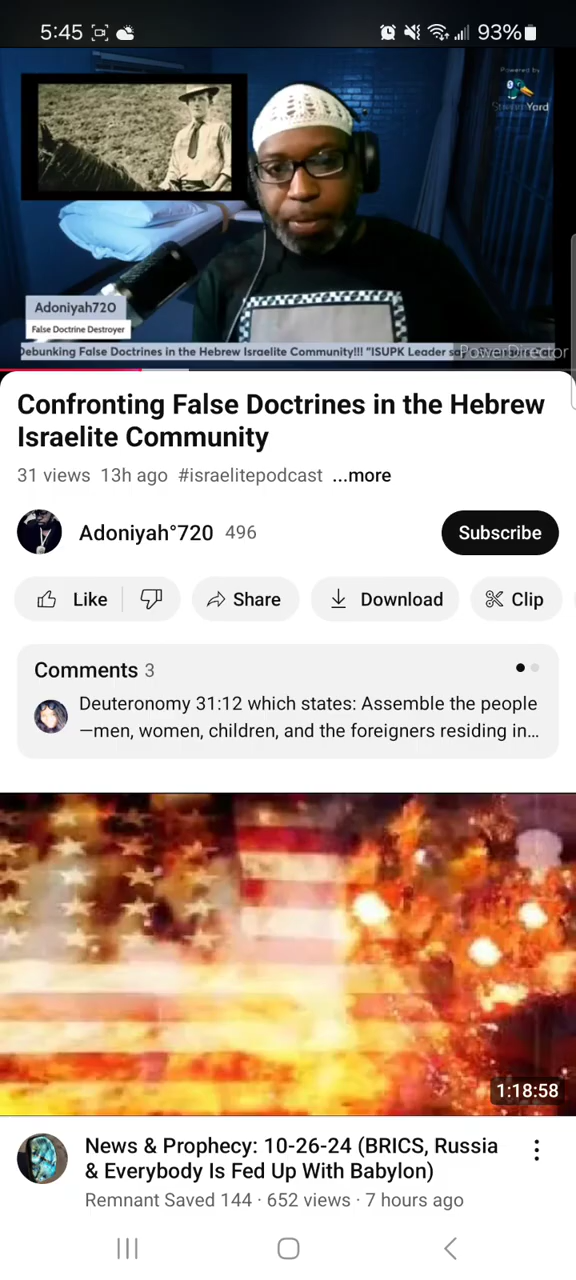 5:45
93%
Powered by
StreamYard
Adoniyah720
False Doctrine Destroyer
Debunking False Doctrines in the Hebrew Israelite Community!!! "ISUPK Leader
PowerDirector
Confronting False Doctrines in the Hebrew
Israelite Community
31 views 13h ago #israelitepodcast ...more
Adoniyah°720 496
Subscribe
Like
Share
Download
Clip
Comments 3
Deuteronomy 31:12 which states: Assemble the people
—men, women, children, and the foreigners residing in...
1:18:58
News & Prophecy: 10-26-24 (BRICS, Russia
& Everybody Is Fed Up With Babylon)
Remnant Saved 144 · 652 views · 7 hours ago